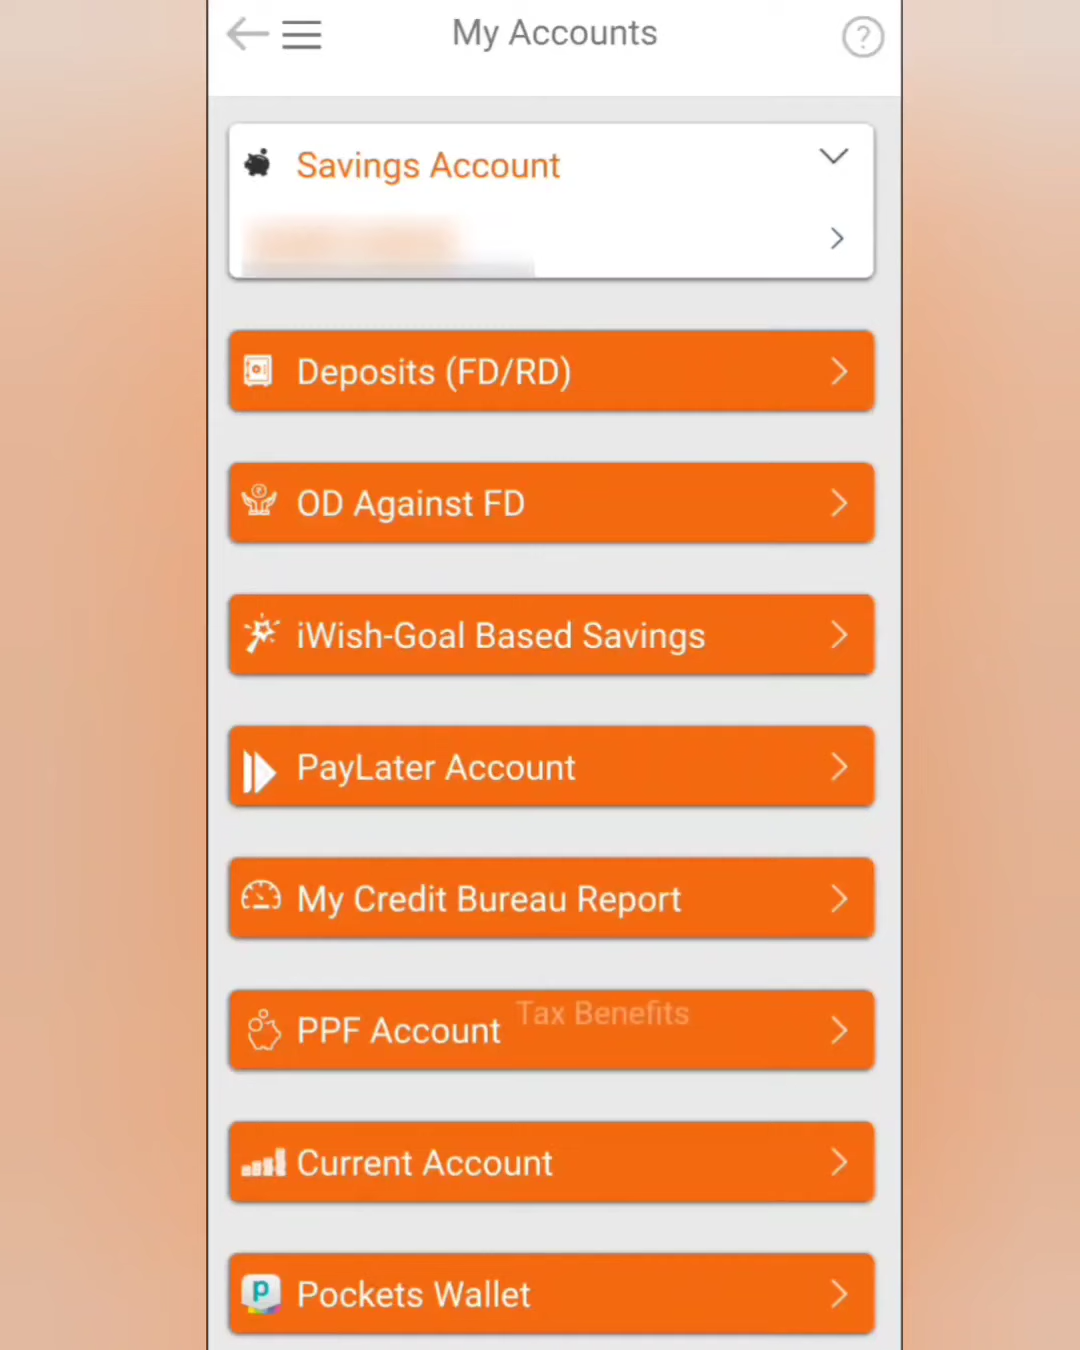 My Accounts
?
Savings Account
Deposits (FD/RD)
OD Against FD
iWish-Goal Based Savings
PayLater Account
My Credit Bureau Report
Tax Benefits
PPF Account
Current Account
p
Pockets Wallet